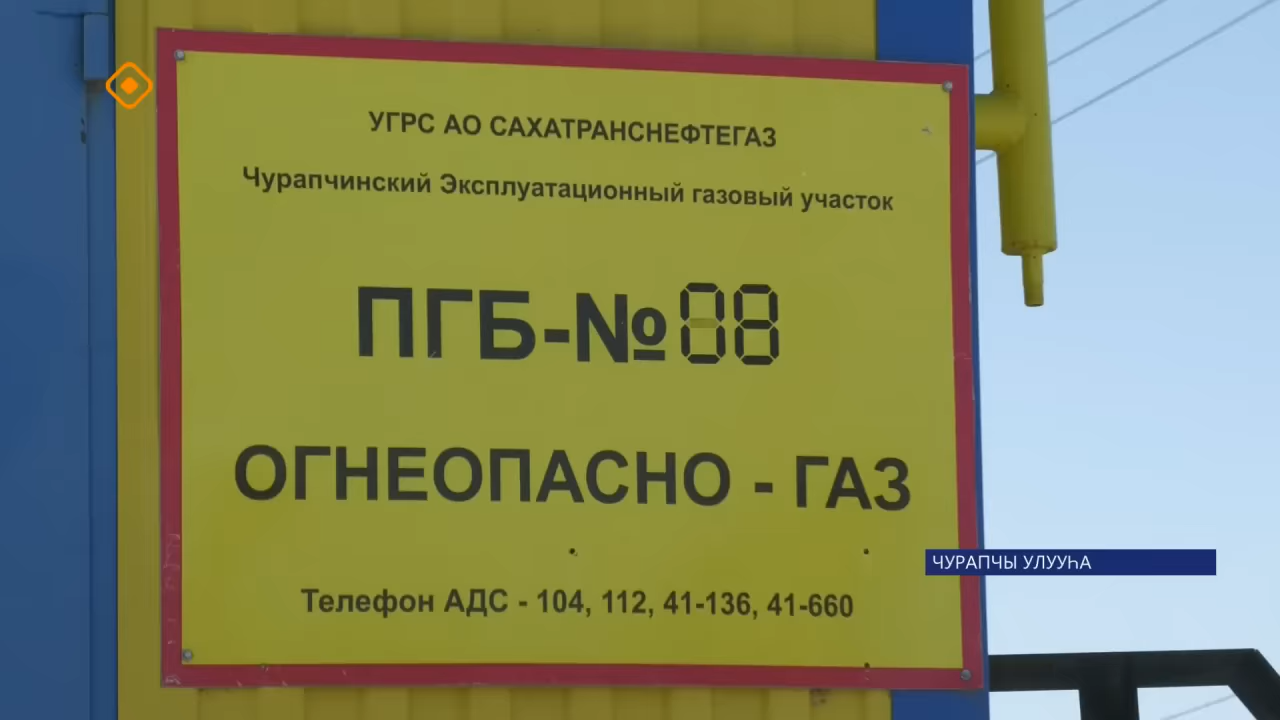 УГРС АО САХАТРАНСНЕФТЕГАЗ
Чурапчинский Эксплуатационный газовый участок
ПГБ-№08
ОГНЕОПАСНО - ГАЗ
ЧУРАПЧЫ УЛУУҺА
Телефон АДС - 104, 112, 41-136, 41-660